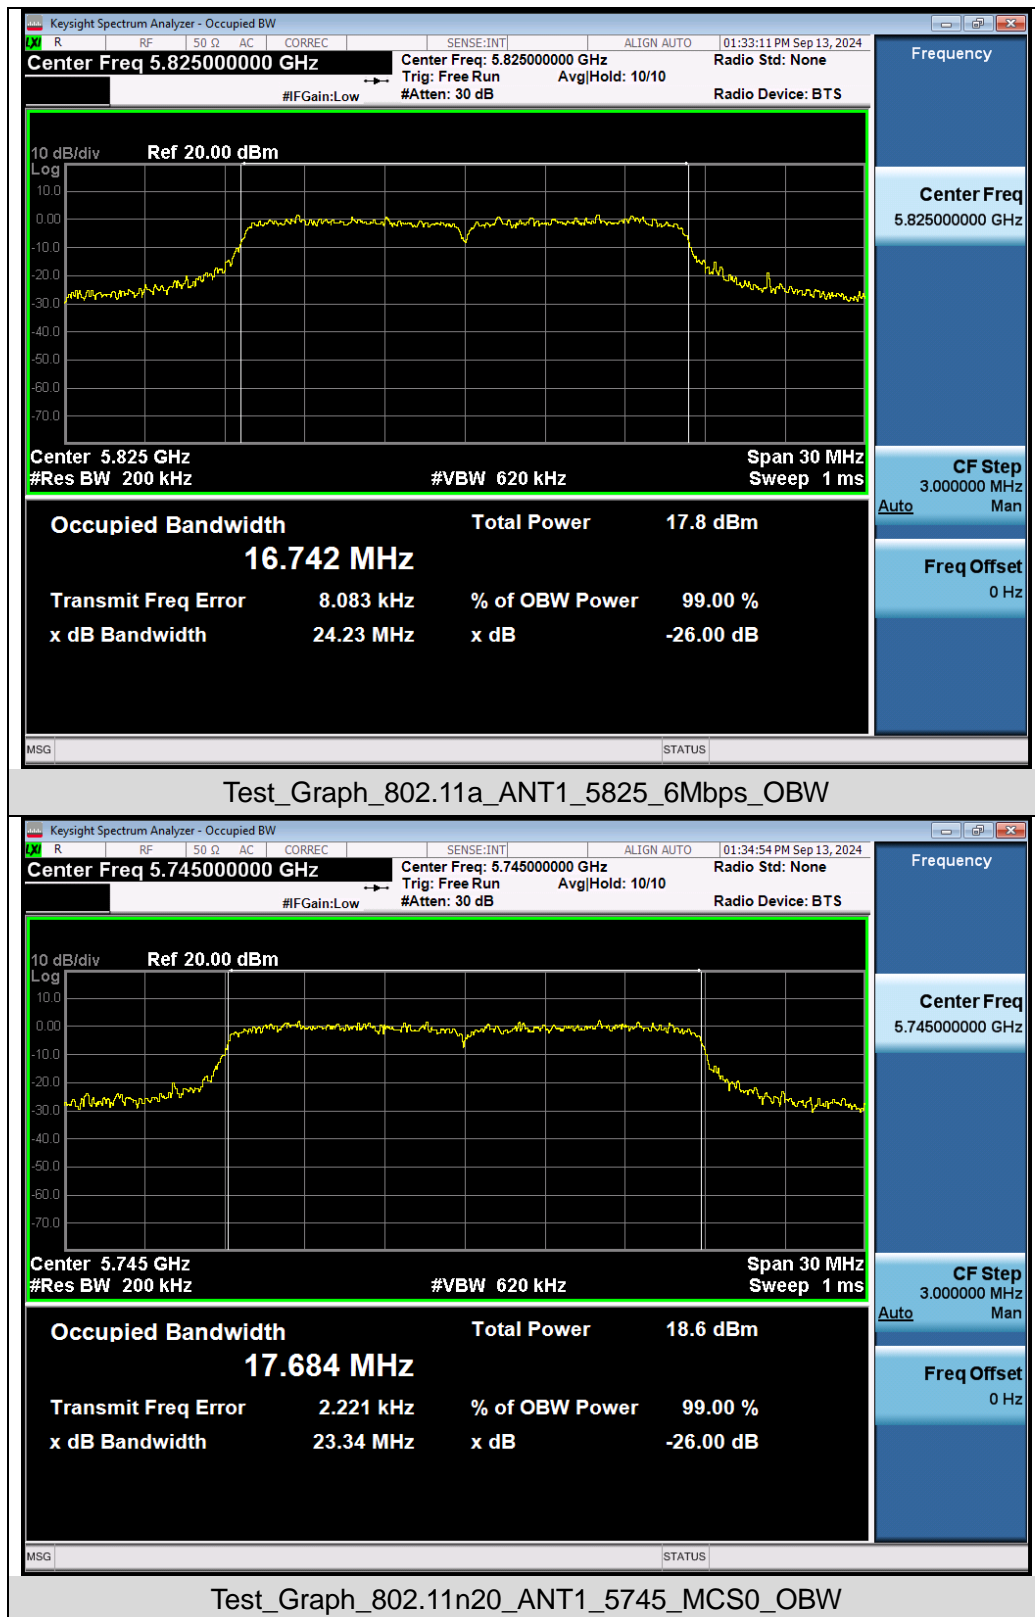 Keysight Spectrum Analyzer - Occupied BW
LXI R RF 50 Ω AC CORREC SENSE:INT ALIGN AUTO 01:33:11 PM Sep 13, 2024
Center Freq 5.825000000 GHz
Center Freq: 5.825000000 GHz
Radio Std: None
Trig: Free Run Avg|Hold: 10/10
#IFGain:Low
#Atten: 30 dB
Radio Device: BTS
Frequency
10 dB/div Ref 20.00 dBm
Log
10.0
0.00
-10.0
-20.0
-30.0
-40.0
-50.0
-60.0
-70.0
Center Freq
5.825000000 GHz
Center 5.825 GHz Span 30 MHz
#Res BW 200 kHz #VBW 620 kHz Sweep 1 ms
CF Step
3.000000 MHz
Auto Man
Freq Offset
0 Hz
Occupied Bandwidth Total Power 17.8 dBm
16.742 MHz
Transmit Freq Error 8.083 kHz % of OBW Power 99.00 %
x dB Bandwidth 24.23 MHz x dB -26.00 dB
MSG STATUS
Test_Graph_802.11a_ANT1_5825_6Mbps_OBW
Keysight Spectrum Analyzer - Occupied BW
LXI R RF 50 Ω AC CORREC SENSE:INT ALIGN AUTO 01:34:54 PM Sep 13, 2024
Center Freq 5.745000000 GHz
Center Freq: 5.745000000 GHz
Radio Std: None
Trig: Free Run Avg|Hold: 10/10
#IFGain:Low
#Atten: 30 dB
Radio Device: BTS
Frequency
10 dB/div Ref 20.00 dBm
Log
10.0
0.00
-10.0
-20.0
-30.0
-40.0
-50.0
-60.0
-70.0
Center Freq
5.745000000 GHz
Center 5.745 GHz Span 30 MHz
#Res BW 200 kHz #VBW 620 kHz Sweep 1 ms
CF Step
3.000000 MHz
Auto Man
Freq Offset
0 Hz
Occupied Bandwidth Total Power 18.6 dBm
17.684 MHz
Transmit Freq Error 2.221 kHz % of OBW Power 99.00 %
x dB Bandwidth 23.34 MHz x dB -26.00 dB
MSG STATUS
Test_Graph_802.11n20_ANT1_5745_MCS0_OBW